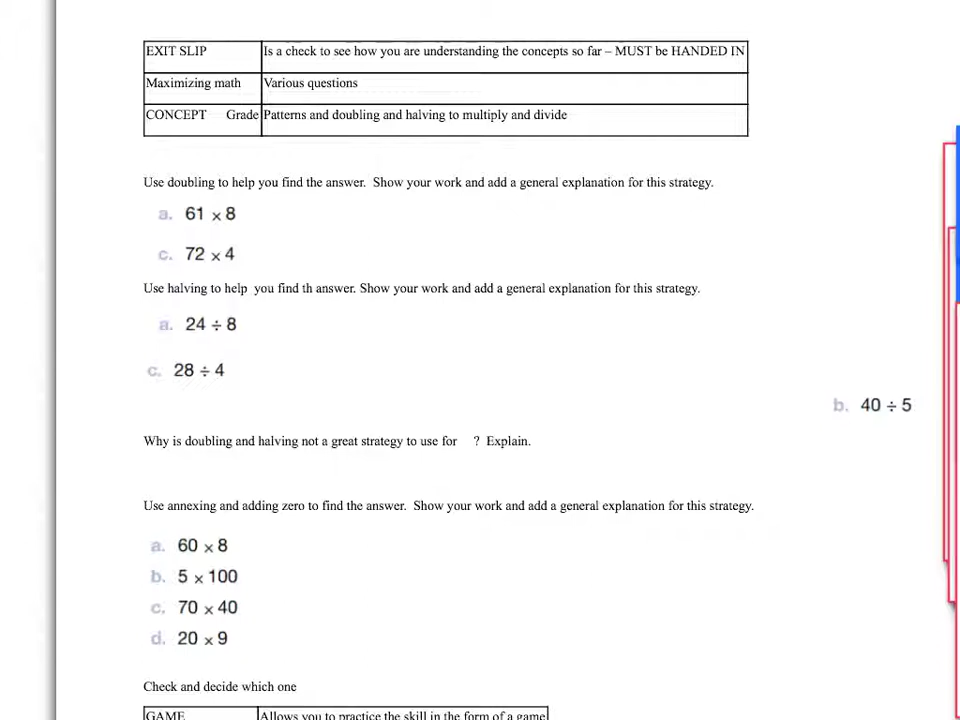 EXIT SLIP Is a check to see how you are understanding the concepts so far – MUST be HANDED IN
Maximizing math Various questions
CONCEPT Grade Patterns and doubling and halving to multiply and divide
Use doubling to help you find the answer. Show your work and add a general explanation for this strategy.
a. 61 × 8
c. 72 × 4
Use halving to help you find th answer. Show your work and add a general explanation for this strategy.
a. 24 ÷ 8
c. 28 ÷ 4
b. 40 ÷ 5
Why is doubling and halving not a great strategy to use for ? Explain.
Use annexing and adding zero to find the answer. Show your work and add a general explanation for this strategy.
a. 60 × 8
b. 5 × 100
c. 70 × 40
d. 20 × 9
Check and decide which one
GAME Allows you to practice the skill in the form of a game